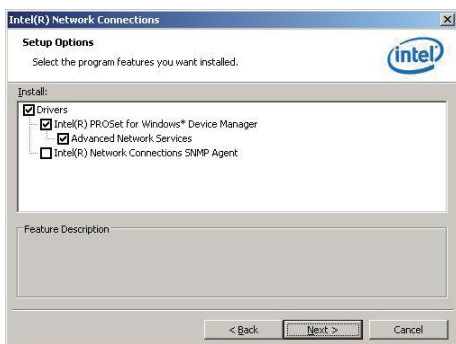 Intel(R) Network Connections
Setup Options
Select the program features you want installed.
intel
Install:
Drivers
Intel(R) PROSet for Windows* Device Manager
Advanced Network Services
Intel(R) Network Connections SNMP Agent
Feature Description
< Back
Next >
Cancel